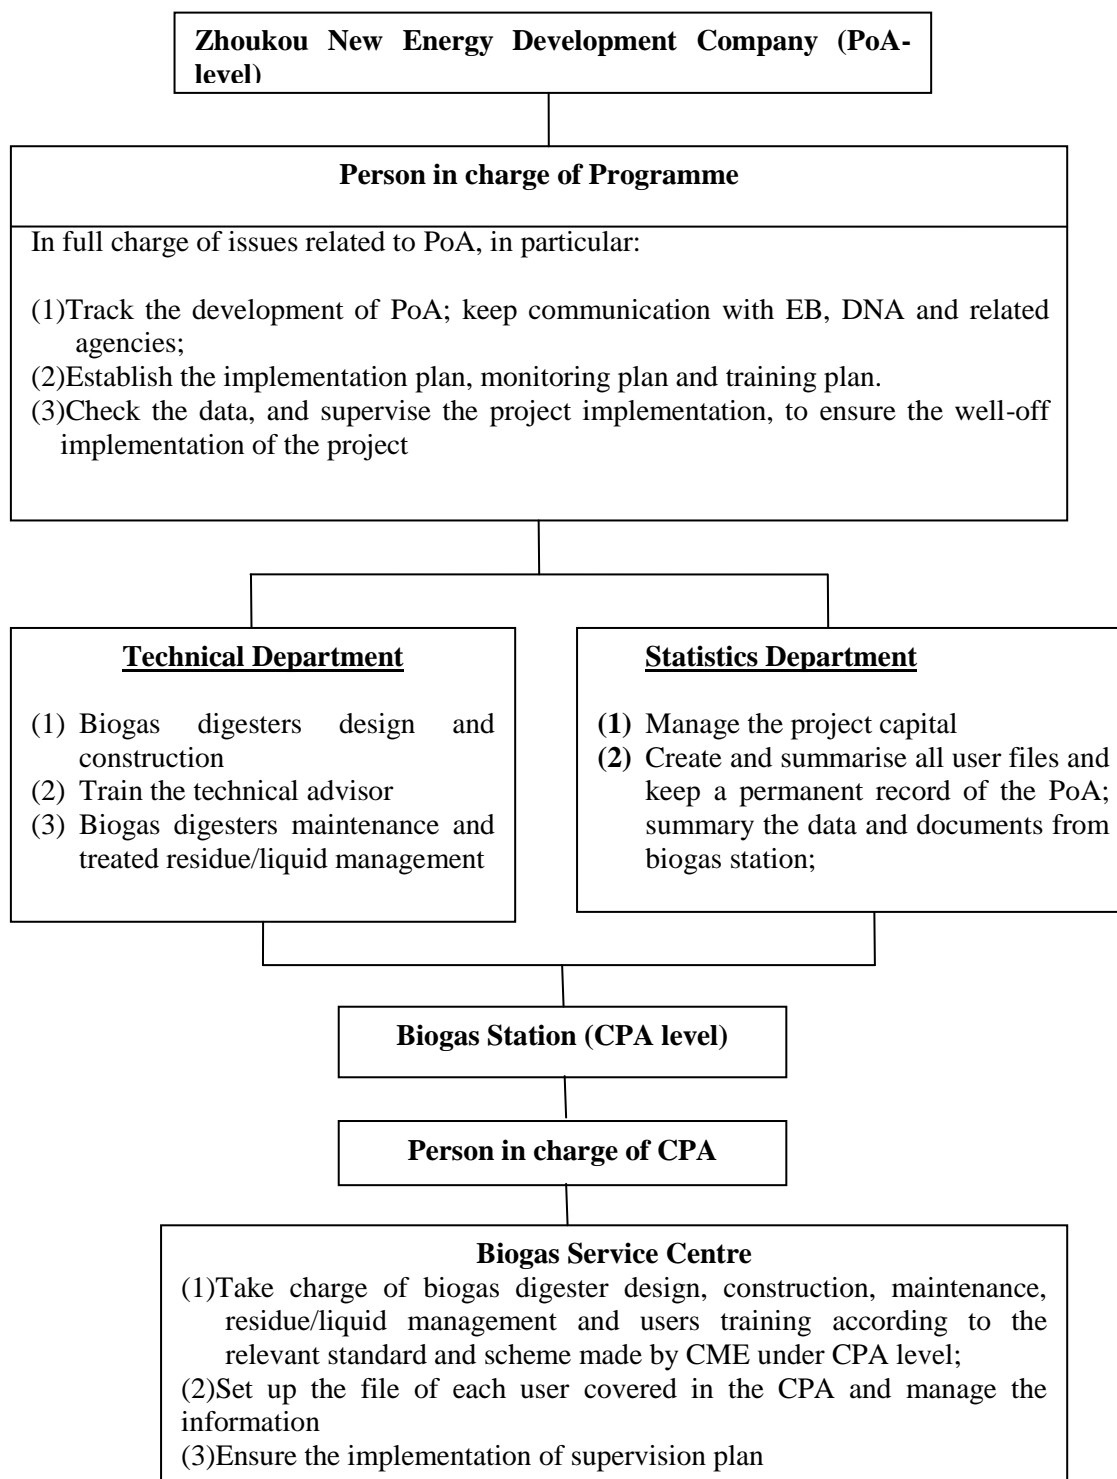 Zhoukou New Energy Development Company (PoA-
level)
Person in charge of Programme
In full charge of issues related to PoA, in particular:
(1)Track the development of PoA; keep communication with EB, DNA and related
agencies;
(2)Establish the implementation plan, monitoring plan and training plan.
(3)Check the data, and supervise the project implementation, to ensure the well-off
implementation of the project
Technical Department
(1) Biogas digesters design and
construction
(2) Train the technical advisor
(3) Biogas digesters maintenance and
treated residue/liquid management
Statistics Department
(1) Manage the project capital
(2) Create and summarise all user files and
keep a permanent record of the PoA;
summary the data and documents from
biogas station;
Biogas Station (CPA level)
Person in charge of CPA
Biogas Service Centre
(1)Take charge of biogas digester design, construction, maintenance,
residue/liquid management and users training according to the
relevant standard and scheme made by CME under CPA level;
(2)Set up the file of each user covered in the CPA and manage the
information
(3)Ensure the implementation of supervision plan